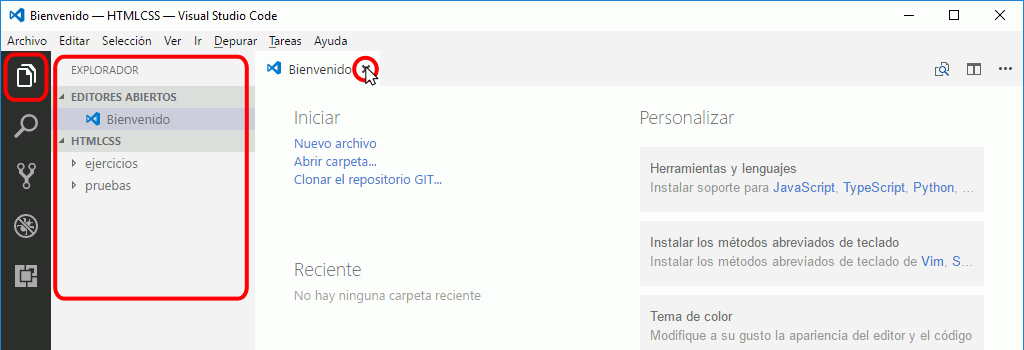 Bienvenido — HTMLCSS — Visual Studio Code
Archivo Editar Selección Ver Ir Depurar Tareas Ayuda
EXPLORADOR
EDITORES ABIERTOS
Bienvenido
HTMLCSS
ejercicios
pruebas
Bienvenido
Iniciar
Nuevo archivo
Abrir carpeta...
Clonar el repositorio GIT...
Reciente
No hay ninguna carpeta reciente
Personalizar
Herramientas y lenguajes
Instalar soporte para JavaScript, TypeScript, Python, ...
Instalar los métodos abreviados de teclado
Instalar los métodos abreviados de teclado de Vim, S...
Tema de color
Modifique a su gusto la apariencia del editor y el código